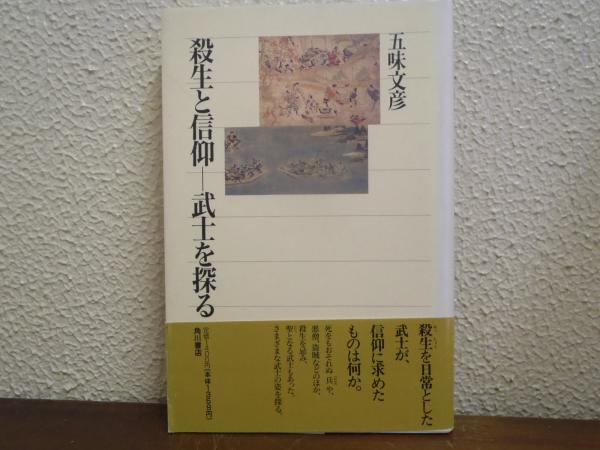 五味文彦
殺生と信仰――武士を探る
殺生を日常とした
武士が、
信仰に求めた
ものは何か。
死をもおそれぬ兵や、
悪僧、盗賊などのほか、
殺生を忌み、
聖となる武士もあった。
さまざまな武士の姿を探る。
角川書店